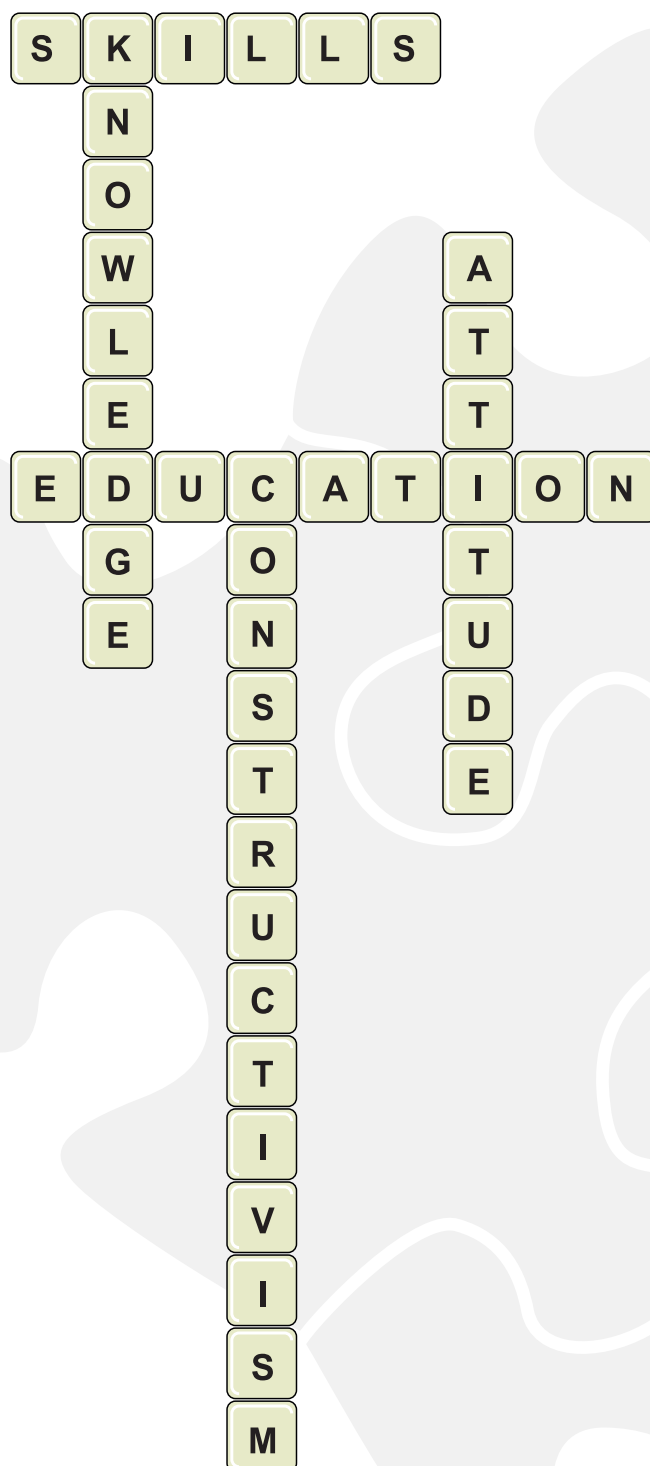 SKILLS
KNOWLEDGE
ATTITUDE
EDUCATION
CONSTRUCTIVISM